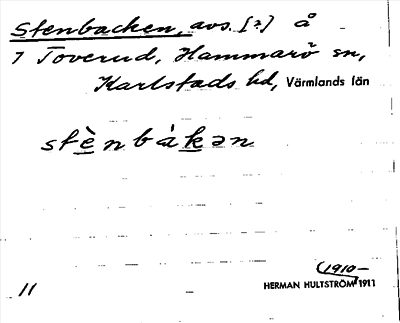 Stenbacken, avs. [?] å
7 Toverud, Hammarö sn,
Karlstads hd, Värmlands län
stènbákən
(1910–
11 HERMAN HULTSTRÖM 1911